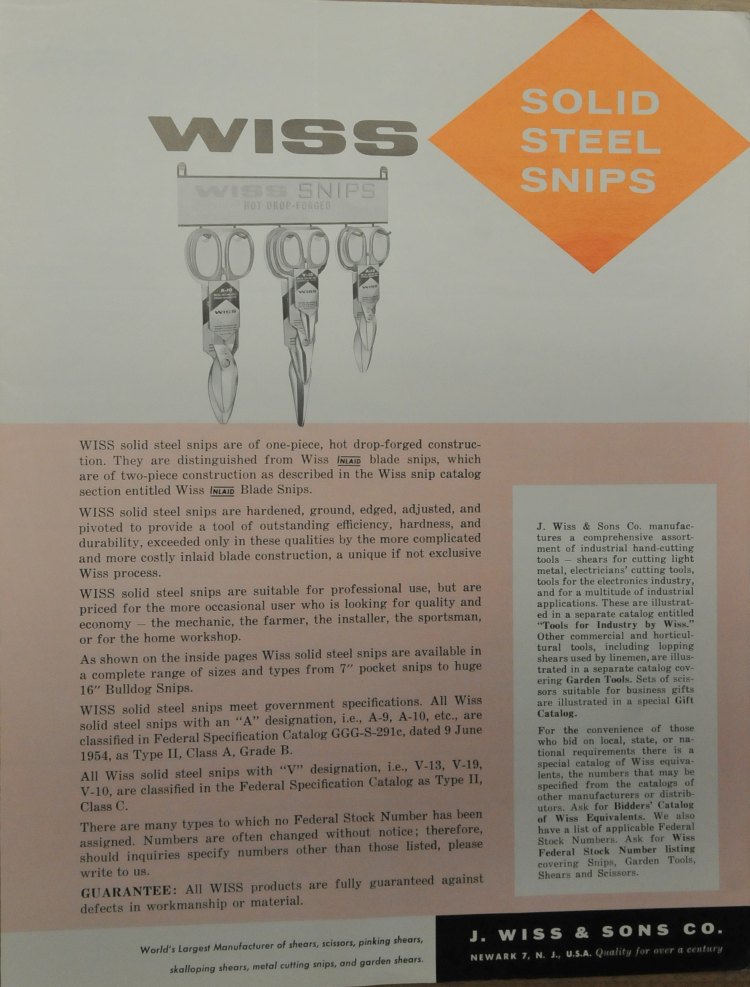 WISS
SOLID
STEEL
SNIPS
WISS SNIPS
HOT DROP-FORGED
WISS
WISS
WISS solid steel snips are of one-piece, hot drop-forged construc-
tion. They are distinguished from Wiss INLAID blade snips, which
are of two-piece construction as described in the Wiss snip catalog
section entitled Wiss INLAID Blade Snips.
WISS solid steel snips are hardened, ground, edged, adjusted, and
pivoted to provide a tool of outstanding efficiency, hardness, and
durability, exceeded only in these qualities by the more complicated
and more costly inlaid blade construction, a unique if not exclusive
Wiss process.
WISS solid steel snips are suitable for professional use, but are
priced for the more occasional user who is looking for quality and
economy — the mechanic, the farmer, the installer, the sportsman,
or for the home workshop.
As shown on the inside pages Wiss solid steel snips are available in
a complete range of sizes and types from 7" pocket snips to huge
16" Bulldog Snips.
WISS solid steel snips meet government specifications. All Wiss
solid steel snips with an "A" designation, i.e., A-9, A-10, etc., are
classified in Federal Specification Catalog GGG-S-291c, dated 9 June
1954, as Type II, Class A, Grade B.
All Wiss solid steel snips with "V" designation, i.e., V-13, V-19,
V-10, are classified in the Federal Specification Catalog as Type II,
Class C.
There are many types to which no Federal Stock Number has been
assigned. Numbers are often changed without notice; therefore,
should inquiries specify numbers other than those listed, please
write to us.
GUARANTEE: All WISS products are fully guaranteed against
defects in workmanship or material.
J. Wiss & Sons Co. manufac-
tures a comprehensive assort-
ment of industrial hand-cutting
tools — shears for cutting light
metal, electricians' cutting tools,
tools for the electronics industry,
and for a multitude of industrial
applications. These are illustrat-
ed in a separate catalog entitled
"Tools for Industry by Wiss."
Other commercial and horticul-
tural tools, including lopping
shears used by linemen, are illus-
trated in a separate catalog cov-
ering Garden Tools. Sets of scis-
sors suitable for business gifts
are illustrated in a special Gift
Catalog.
For the convenience of those
who bid on local, state, or na-
tional requirements there is a
special catalog of Wiss equiva-
lents, the numbers that may be
specified from the catalogs of
other manufacturers or distrib-
utors. Ask for Bidders' Catalog
of Wiss Equivalents. We also
have a list of applicable Federal
Stock Numbers. Ask for Wiss
Federal Stock Number listing
covering Snips, Garden Tools,
Shears and Scissors.
World's Largest Manufacturer of shears, scissors, pinking shears,
skalloping shears, metal cutting snips, and garden shears.
J. WISS & SONS CO.
NEWARK 7, N. J., U.S.A. Quality for over a century